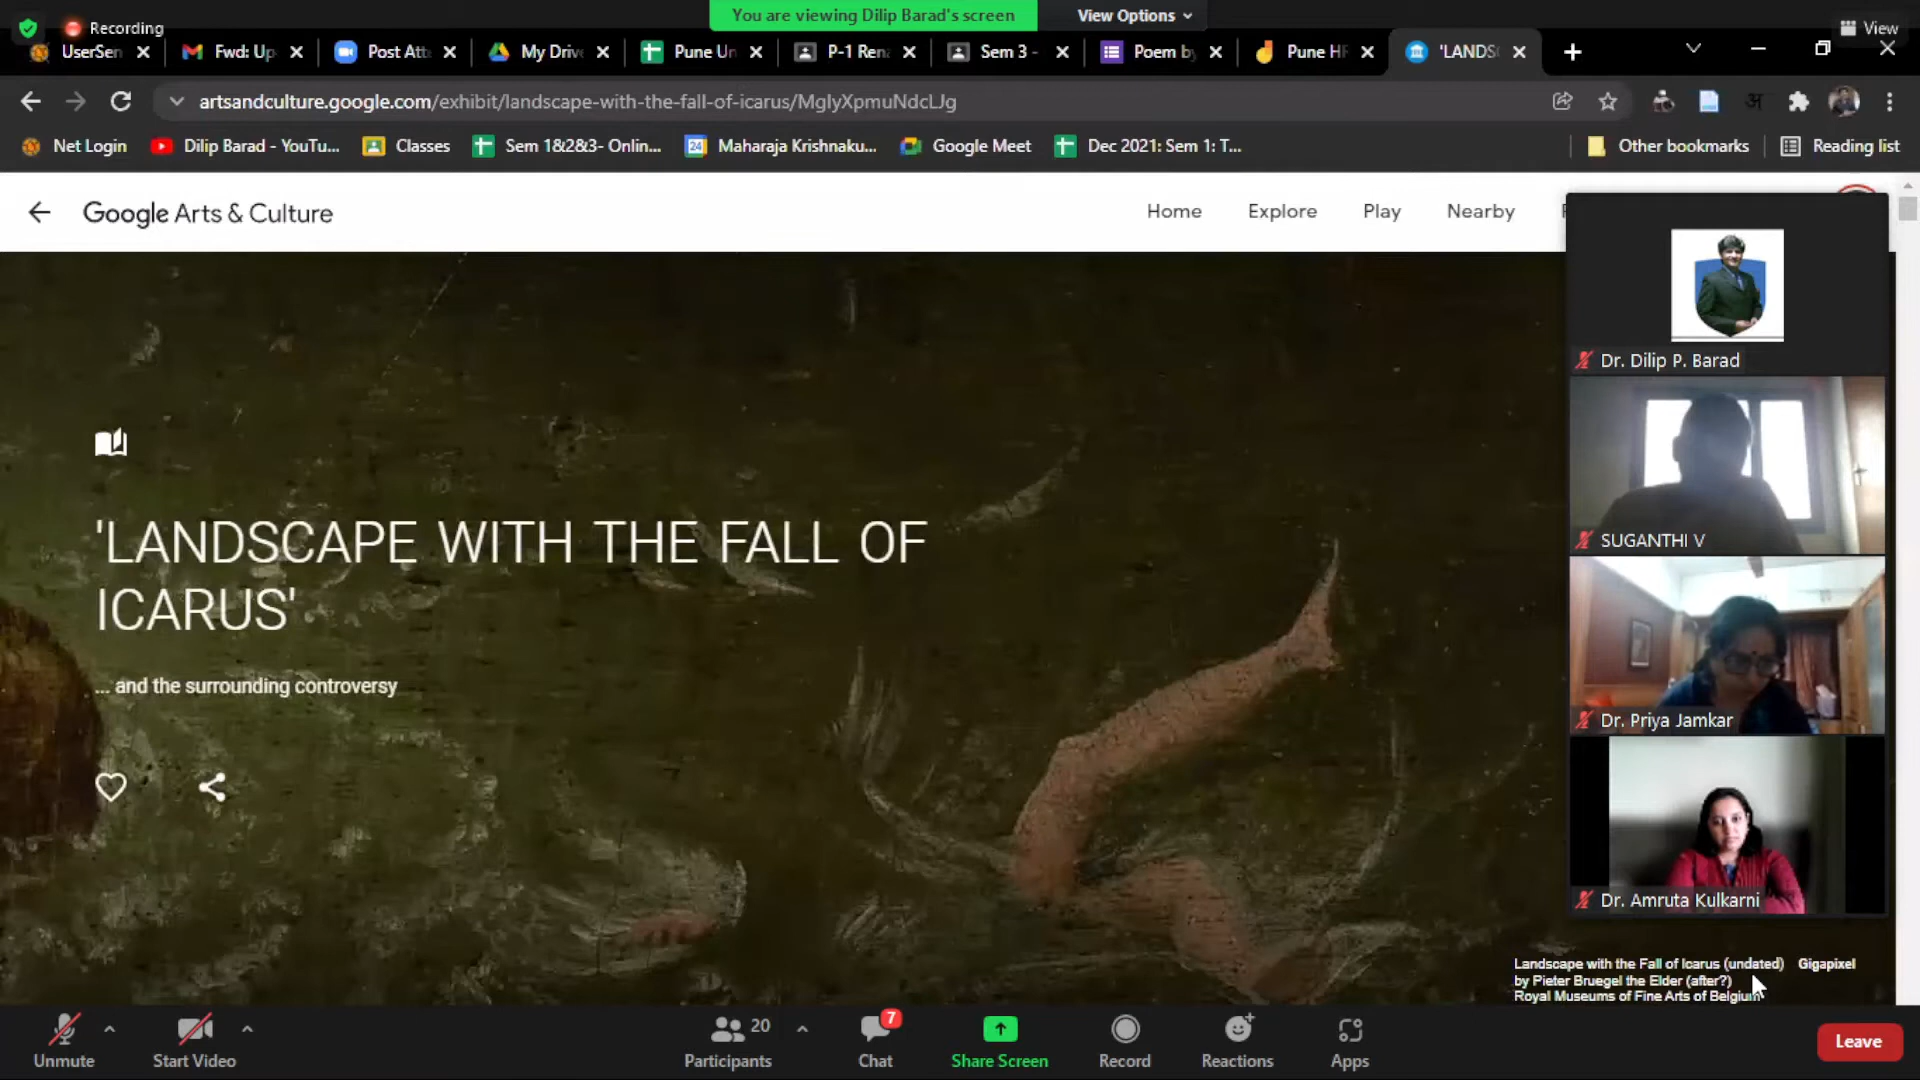 Recording
You are viewing Dilip Barad's screen
View Options
View
UserSen
Fwd: Up
Post Att
My Drive
Pune Un
P-1 Ren
Sem 3 -
Poem by
Pune HR
'LANDS
artsandculture.google.com/exhibit/landscape-with-the-fall-of-icarus/MgIyXpmuNdcLJg
Net Login
Dilip Barad - YouTu...
Classes
Sem 1&2&3- Onlin...
24
Maharaja Krishnaku...
Google Meet
Dec 2021: Sem 1: T...
Other bookmarks
Reading list
Google Arts & Culture
Home
Explore
Play
Nearby
'LANDSCAPE WITH THE FALL OF
ICARUS'
... and the surrounding controversy
Dr. Dilip P. Barad
SUGANTHI V
Dr. Priya Jamkar
Dr. Amruta Kulkarni
Landscape with the Fall of Icarus (undated) Gigapixel
by Pieter Bruegel the Elder (after?)
Royal Museums of Fine Arts of Belgium
Unmute
Start Video
20
Participants
7
Chat
Share Screen
Record
Reactions
Apps
Leave